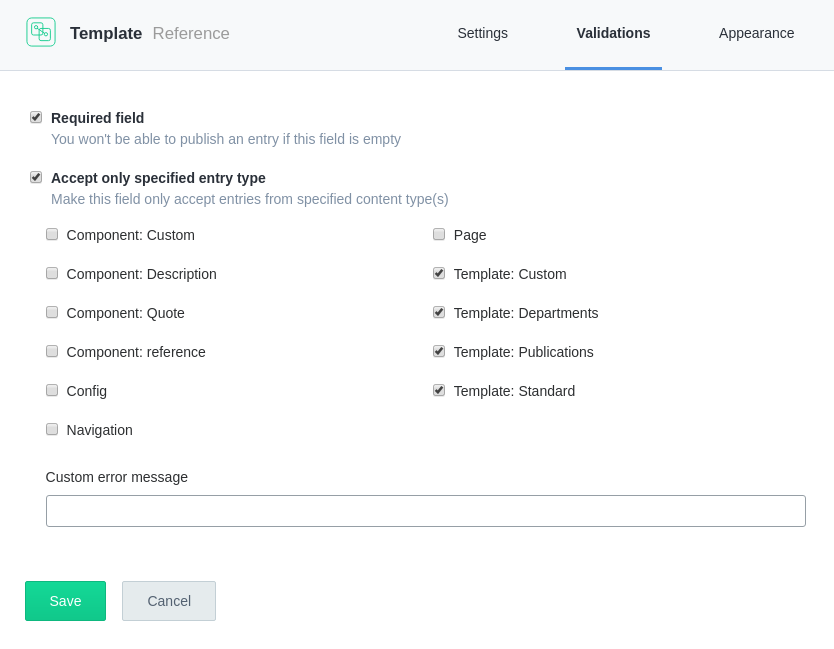 Template Reference
Settings
Validations
Appearance
Required field
You won't be able to publish an entry if this field is empty
Accept only specified entry type
Make this field only accept entries from specified content type(s)
Component: Custom
Component: Description
Component: Quote
Component: reference
Config
Navigation
Page
Template: Custom
Template: Departments
Template: Publications
Template: Standard
Custom error message
Save
Cancel